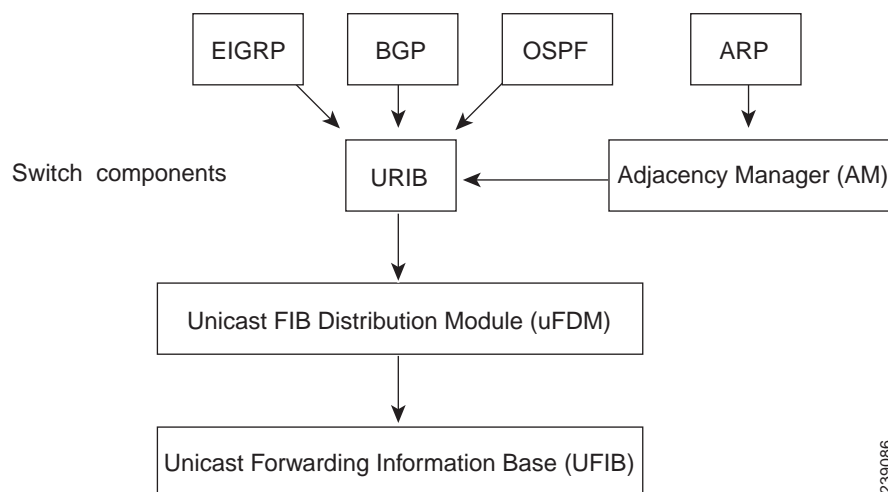 EIGRP
BGP
OSPF
ARP
Switch components
URIB
Adjacency Manager (AM)
Unicast FIB Distribution Module (uFDM)
Unicast Forwarding Information Base (UFIB)
239086